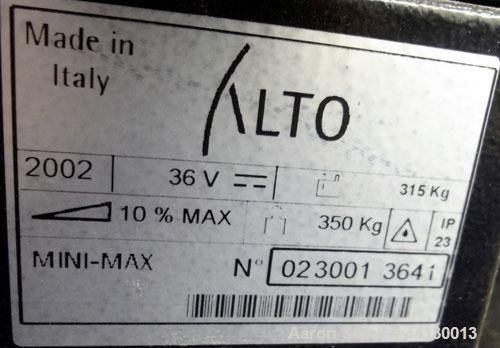 Made in
Italy
ALTO
2002 36 V 315 Kg
10 % MAX 350 Kg IP
23
MINI-MAX N° 023001 3641